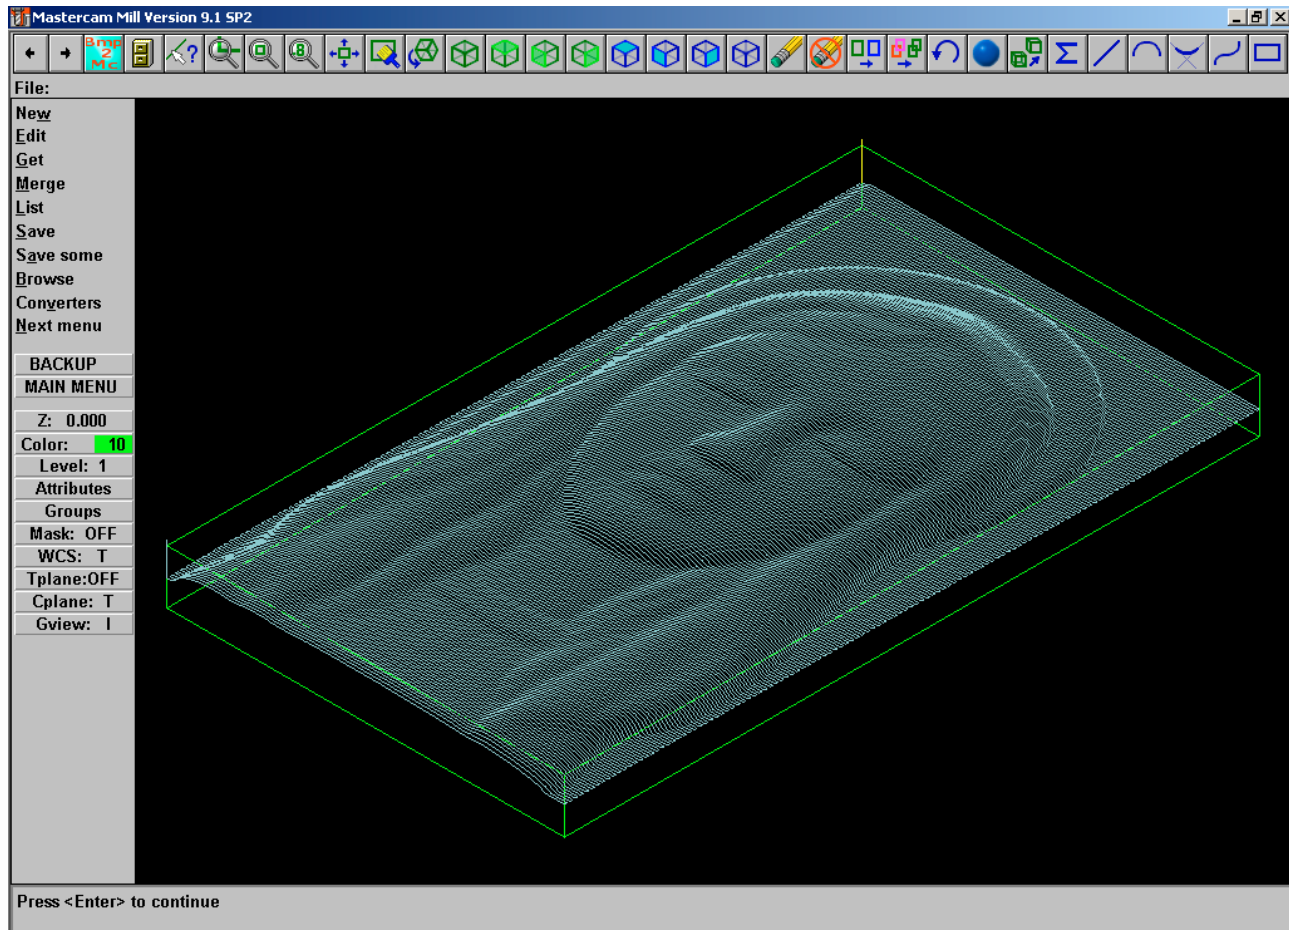 Mastercam Mill Version 9.1 SP2
Bmp
2
Mc
?
8
Σ
File:
New
Edit
Get
Merge
List
Save
Save some
Browse
Converters
Next menu
BACKUP
MAIN MENU
Z: 0.000
Color: 10
Level: 1
Attributes
Groups
Mask: OFF
WCS: T
Tplane:OFF
Cplane: T
Gview: I
Press <Enter> to continue